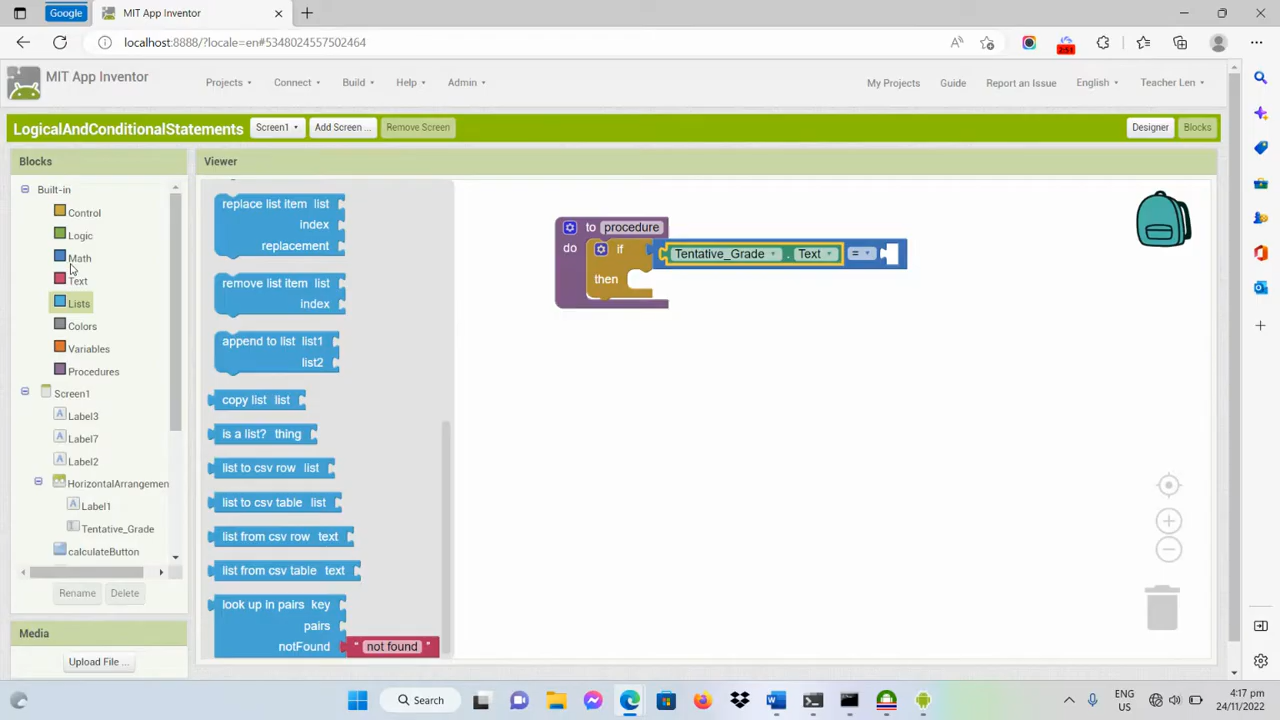 Google
MIT App Inventor
localhost:8888/?locale=en#5348024557502464
2:51
MIT App Inventor
Projects
Connect
Build
Help
Admin
My Projects
Guide
Report an Issue
English
Teacher Len
LogicalAndConditionalStatements
Screen1
Add Screen ...
Remove Screen
Designer
Blocks
Blocks
Viewer
Built-in
Control
Logic
Math
Text
Lists
Colors
Variables
Procedures
Screen1
Label3
Label7
Label2
HorizontalArrangemen
Label1
Tentative_Grade
calculateButton
Rename
Delete
Media
Upload File ...
replace list item list
index
replacement
remove list item list
index
append to list list1
list2
copy list list
is a list? thing
list to csv row list
list to csv table list
list from csv row text
list from csv table text
look up in pairs key
pairs
notFound
" not found "
to procedure
do
if
Tentative_Grade . Text =
then
Search
ENG
US
4:17 pm
24/11/2022